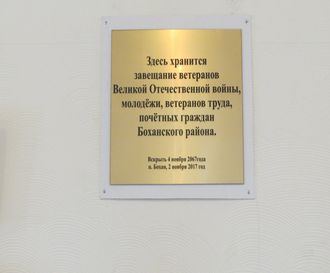 Здесь хранится
завещание ветеранов
Великой Отечественной войны,
молодёжи, ветеранов труда,
почётных граждан
Боханского района.
Вскрыть 4 ноября 2067года
п. Бохан, 2 ноября 2017 год